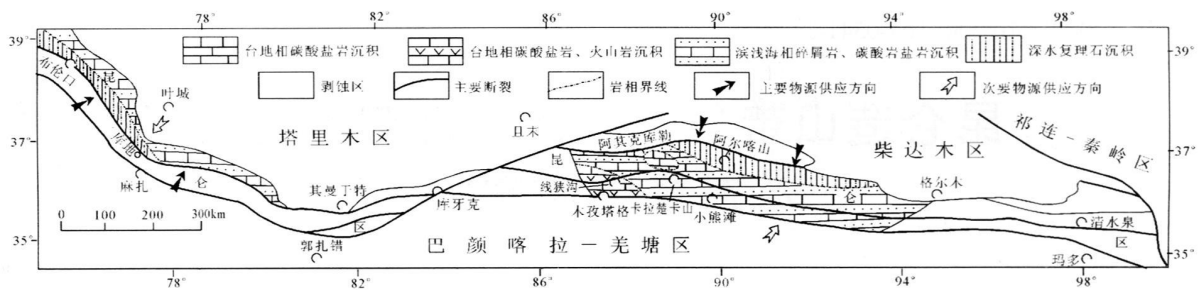 78° 82° 86° 90° 94° 98°
39° 39°
台地相碳酸盐岩沉积 台地相碳酸盐岩、火山岩沉积 滨浅海相碎屑岩、碳酸岩盐岩沉积 深水复理石沉积
剥蚀区 主要断裂 岩相界线 主要物源供应方向 次要物源供应方向
布伦口 昆
叶城
塔里木区 且末 阿其克库勒 阿尔喀山 柴达木区 祁连-秦岭区
37° 37°
库地
麻扎 仑 其曼于特 昆 线狭沟 仑 格尔木
库牙克 木孜塔格 卡拉楚卡山 小熊滩
0 100 200 300km
区 清水泉
郭扎错 巴颜喀拉-羌塘区 区
35° 35°
玛多
78° 82° 86° 90° 94° 98°